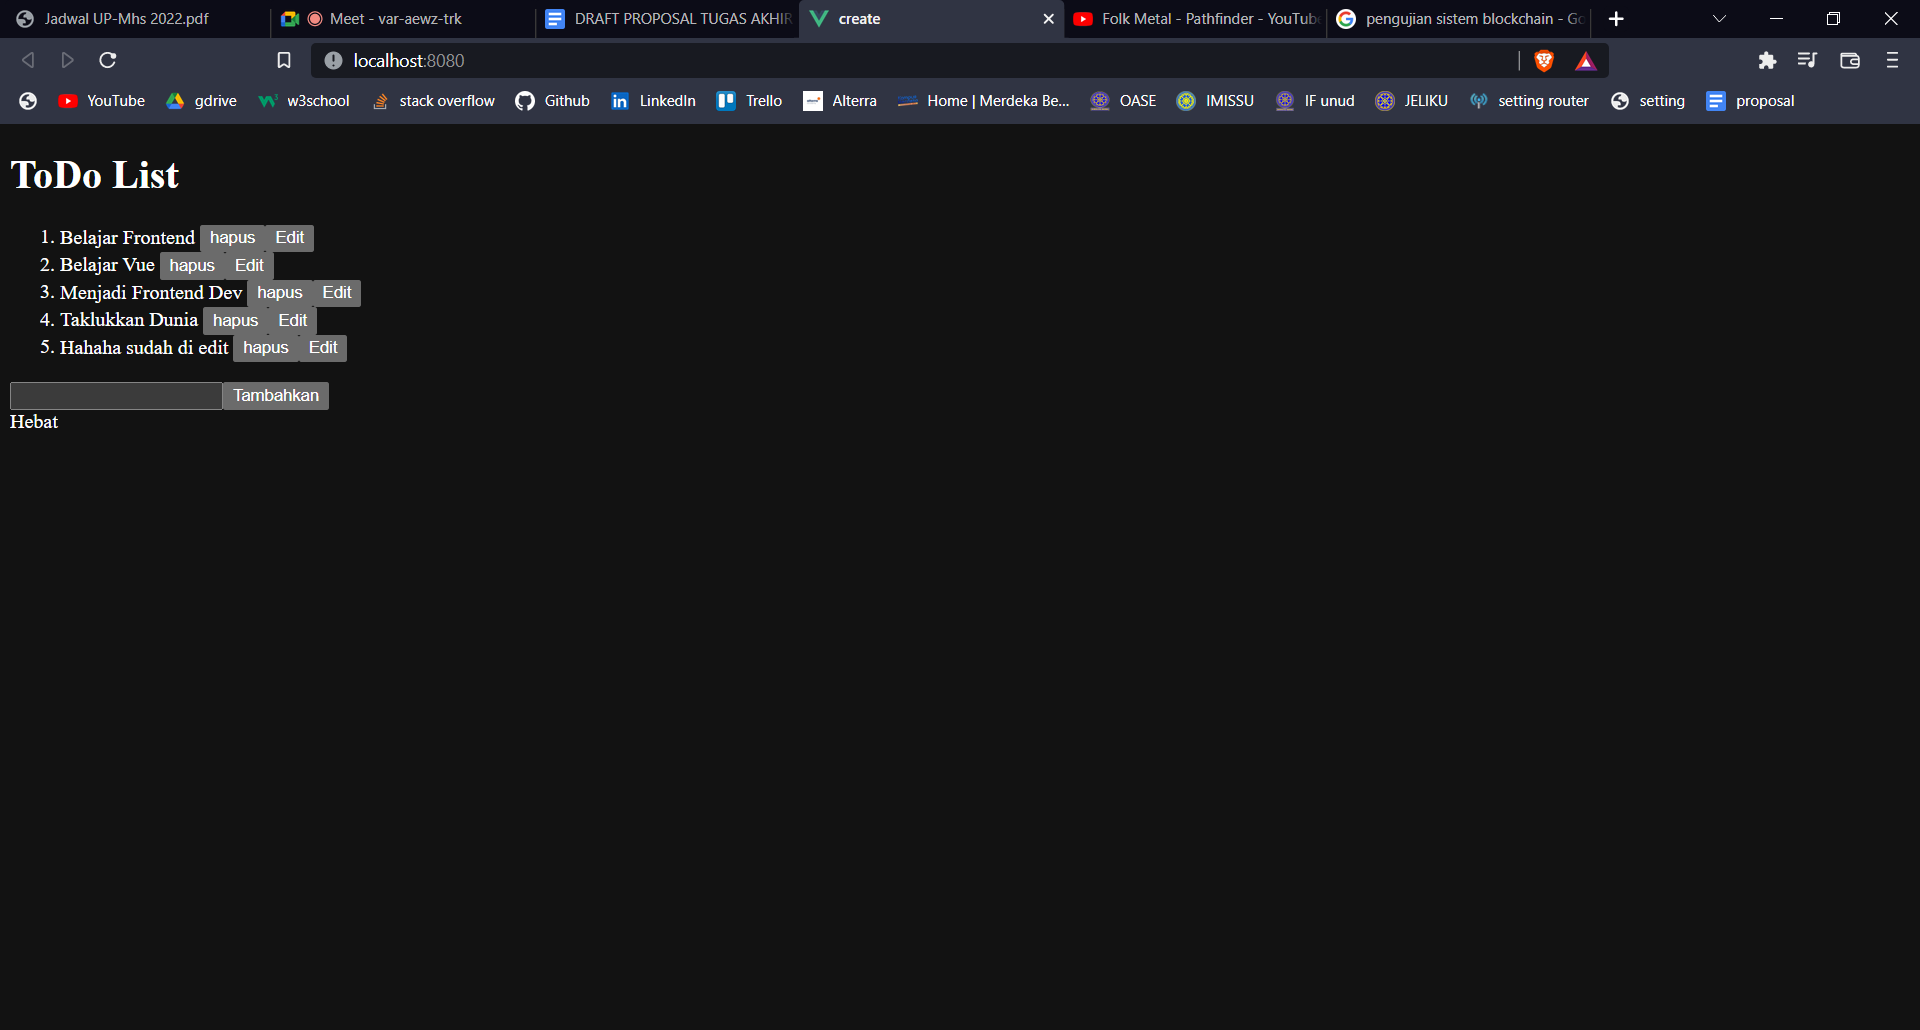 Jadwal UP-Mhs 2022.pdf
Meet - var-aewz-trk
DRAFT PROPOSAL TUGAS AKHIR
create
Folk Metal - Pathfinder - YouTube
pengujian sistem blockchain - Go
localhost:8080
YouTube
gdrive
w3school
stack overflow
Github
LinkedIn
Trello
Alterra
Home | Merdeka Be...
OASE
IMISSU
IF unud
JELIKU
setting router
setting
proposal
ToDo List
1. Belajar Frontend hapus Edit
2. Belajar Vue hapus Edit
3. Menjadi Frontend Dev hapus Edit
4. Taklukkan Dunia hapus Edit
5. Hahaha sudah di edit hapus Edit
Tambahkan
Hebat